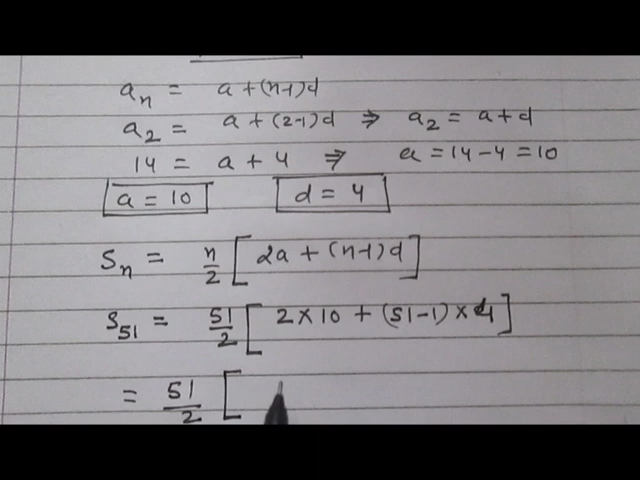 aₙ = a + (n-1)d
a₂ = a + (2-1)d ⇒ a₂ = a + d
14 = a + 4 ⇒ a = 14 - 4 = 10
a = 10 d = 4
Sₙ = n/2 [2a + (n-1)d]
S₅₁ = 51/2 [2 × 10 + (51-1) × 4]
= 51/2 [